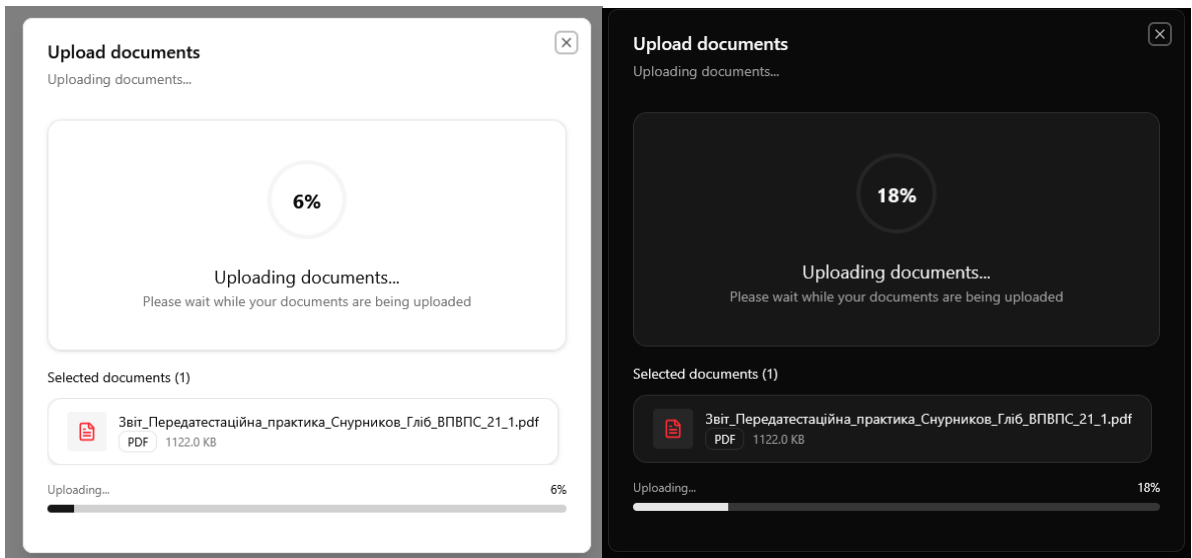 Upload documents
Uploading documents...
6%
Uploading documents...
Please wait while your documents are being uploaded
Selected documents (1)
Звіт_Передатестаційна_практика_Снурников_Гліб_ВПВПС_21_1.pdf
PDF 1122.0 KB
Uploading... 6%
Upload documents
Uploading documents...
18%
Uploading documents...
Please wait while your documents are being uploaded
Selected documents (1)
Звіт_Передатестаційна_практика_Снурников_Гліб_ВПВПС_21_1.pdf
PDF 1122.0 KB
Uploading... 18%